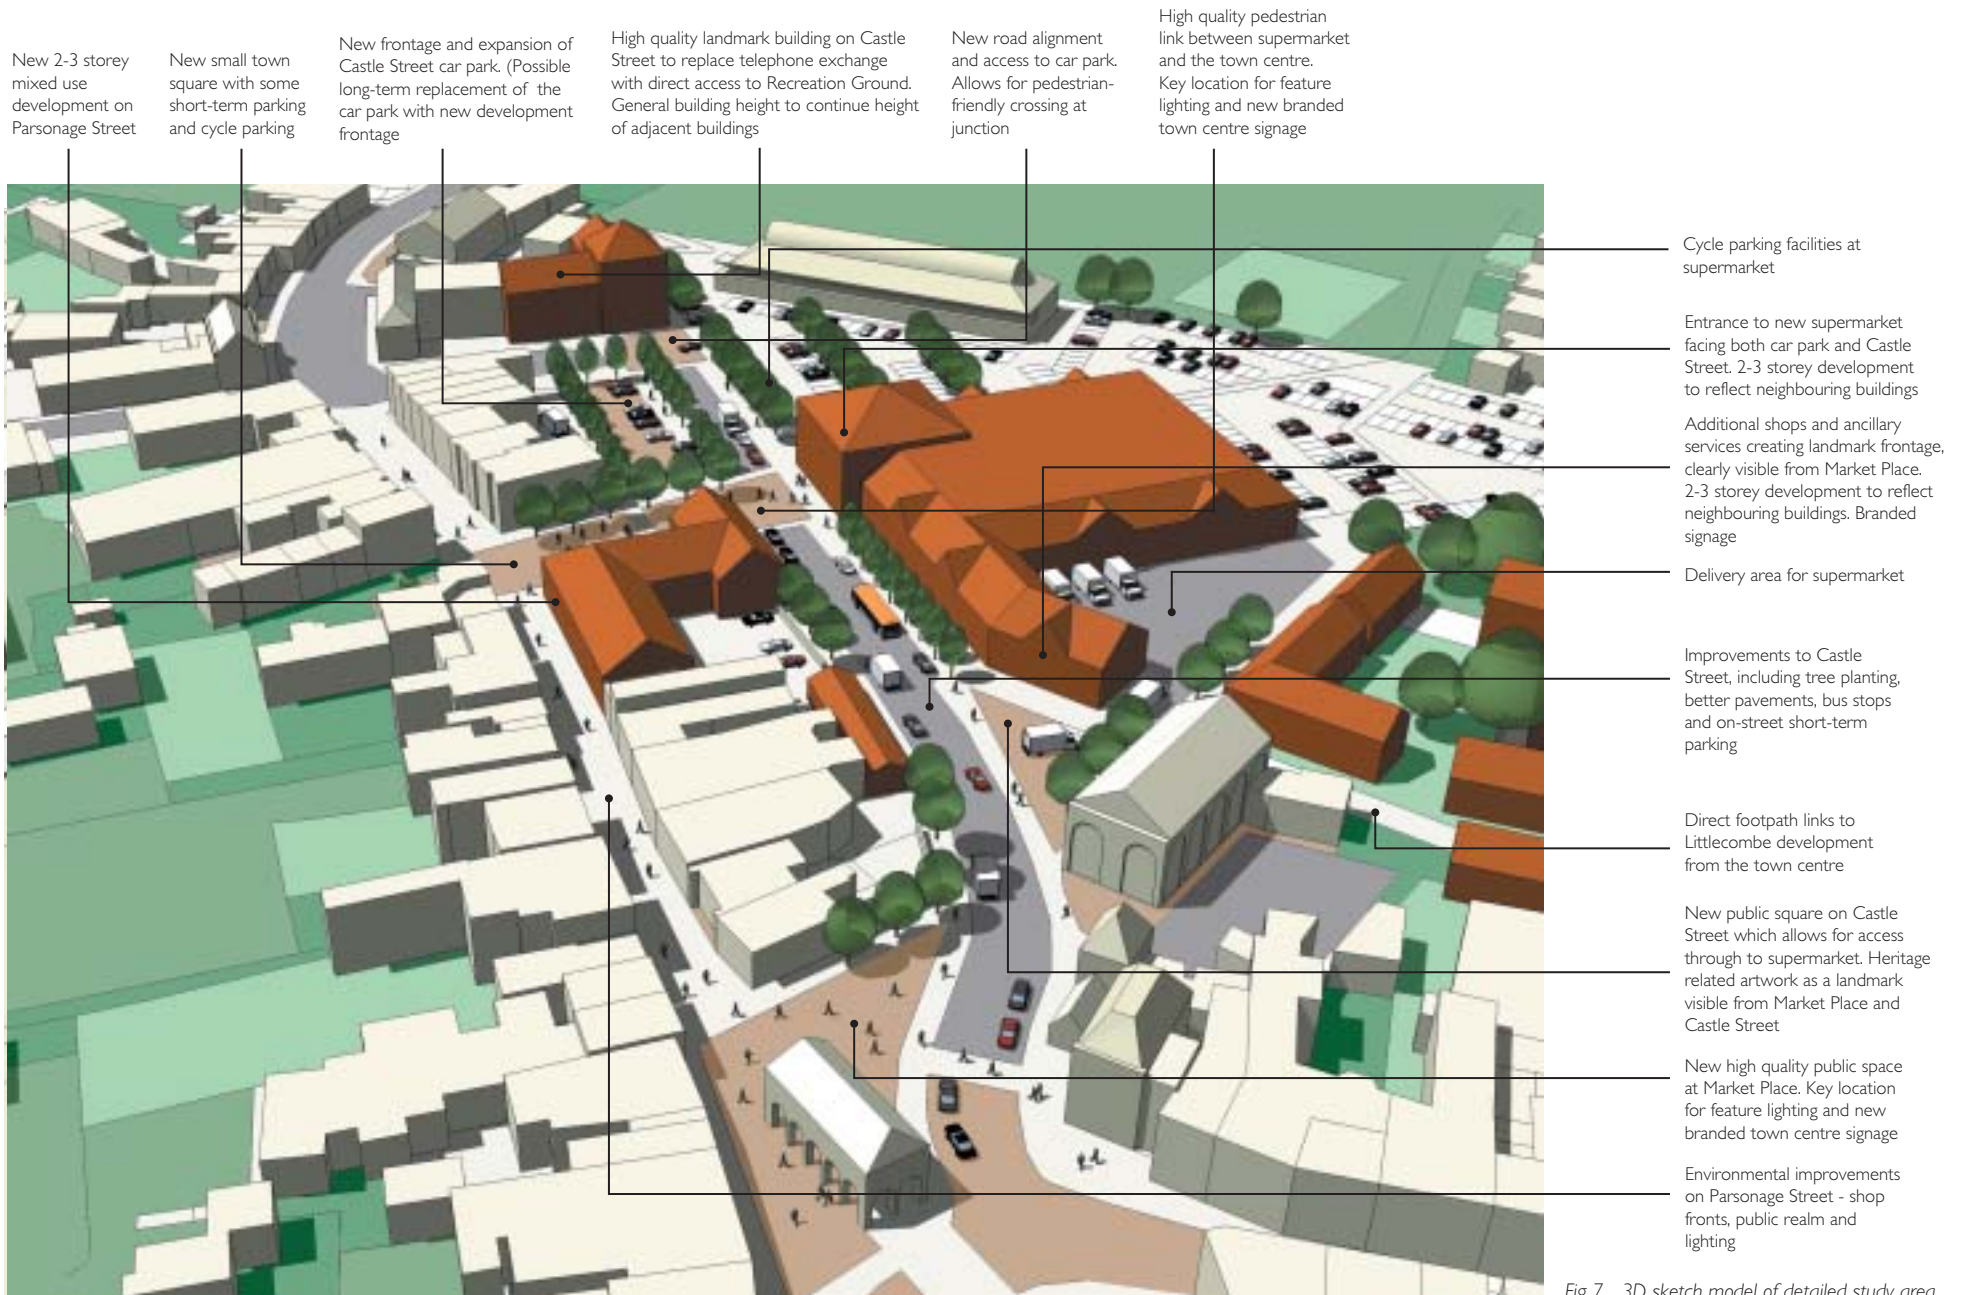 New 2-3 storey
mixed use
development on
Parsonage Street
New small town
square with some
short-term parking
and cycle parking
New frontage and expansion of
Castle Street car park. (Possible
long-term replacement of the
car park with new development
frontage
High quality landmark building on Castle
Street to replace telephone exchange
with direct access to Recreation Ground.
General building height to continue height
of adjacent buildings
New road alignment
and access to car park.
Allows for pedestrian-
friendly crossing at
junction
High quality pedestrian
link between supermarket
and the town centre.
Key location for feature
lighting and new branded
town centre signage
Cycle parking facilities at
supermarket
Entrance to new supermarket
facing both car park and Castle
Street. 2-3 storey development
to reflect neighbouring buildings
Additional shops and ancillary
services creating landmark frontage,
clearly visible from Market Place.
2-3 storey development to reflect
neighbouring buildings. Branded
signage
Delivery area for supermarket
Improvements to Castle
Street, including tree planting,
better pavements, bus stops
and on-street short-term
parking
Direct footpath links to
Littlecombe development
from the town centre
New public square on Castle
Street which allows for access
through to supermarket. Heritage
related artwork as a landmark
visible from Market Place and
Castle Street
New high quality public space
at Market Place. Key location
for feature lighting and new
branded town centre signage
Environmental improvements
on Parsonage Street - shop
fronts, public realm and
lighting
Fig 7 3D sketch model of detailed study area